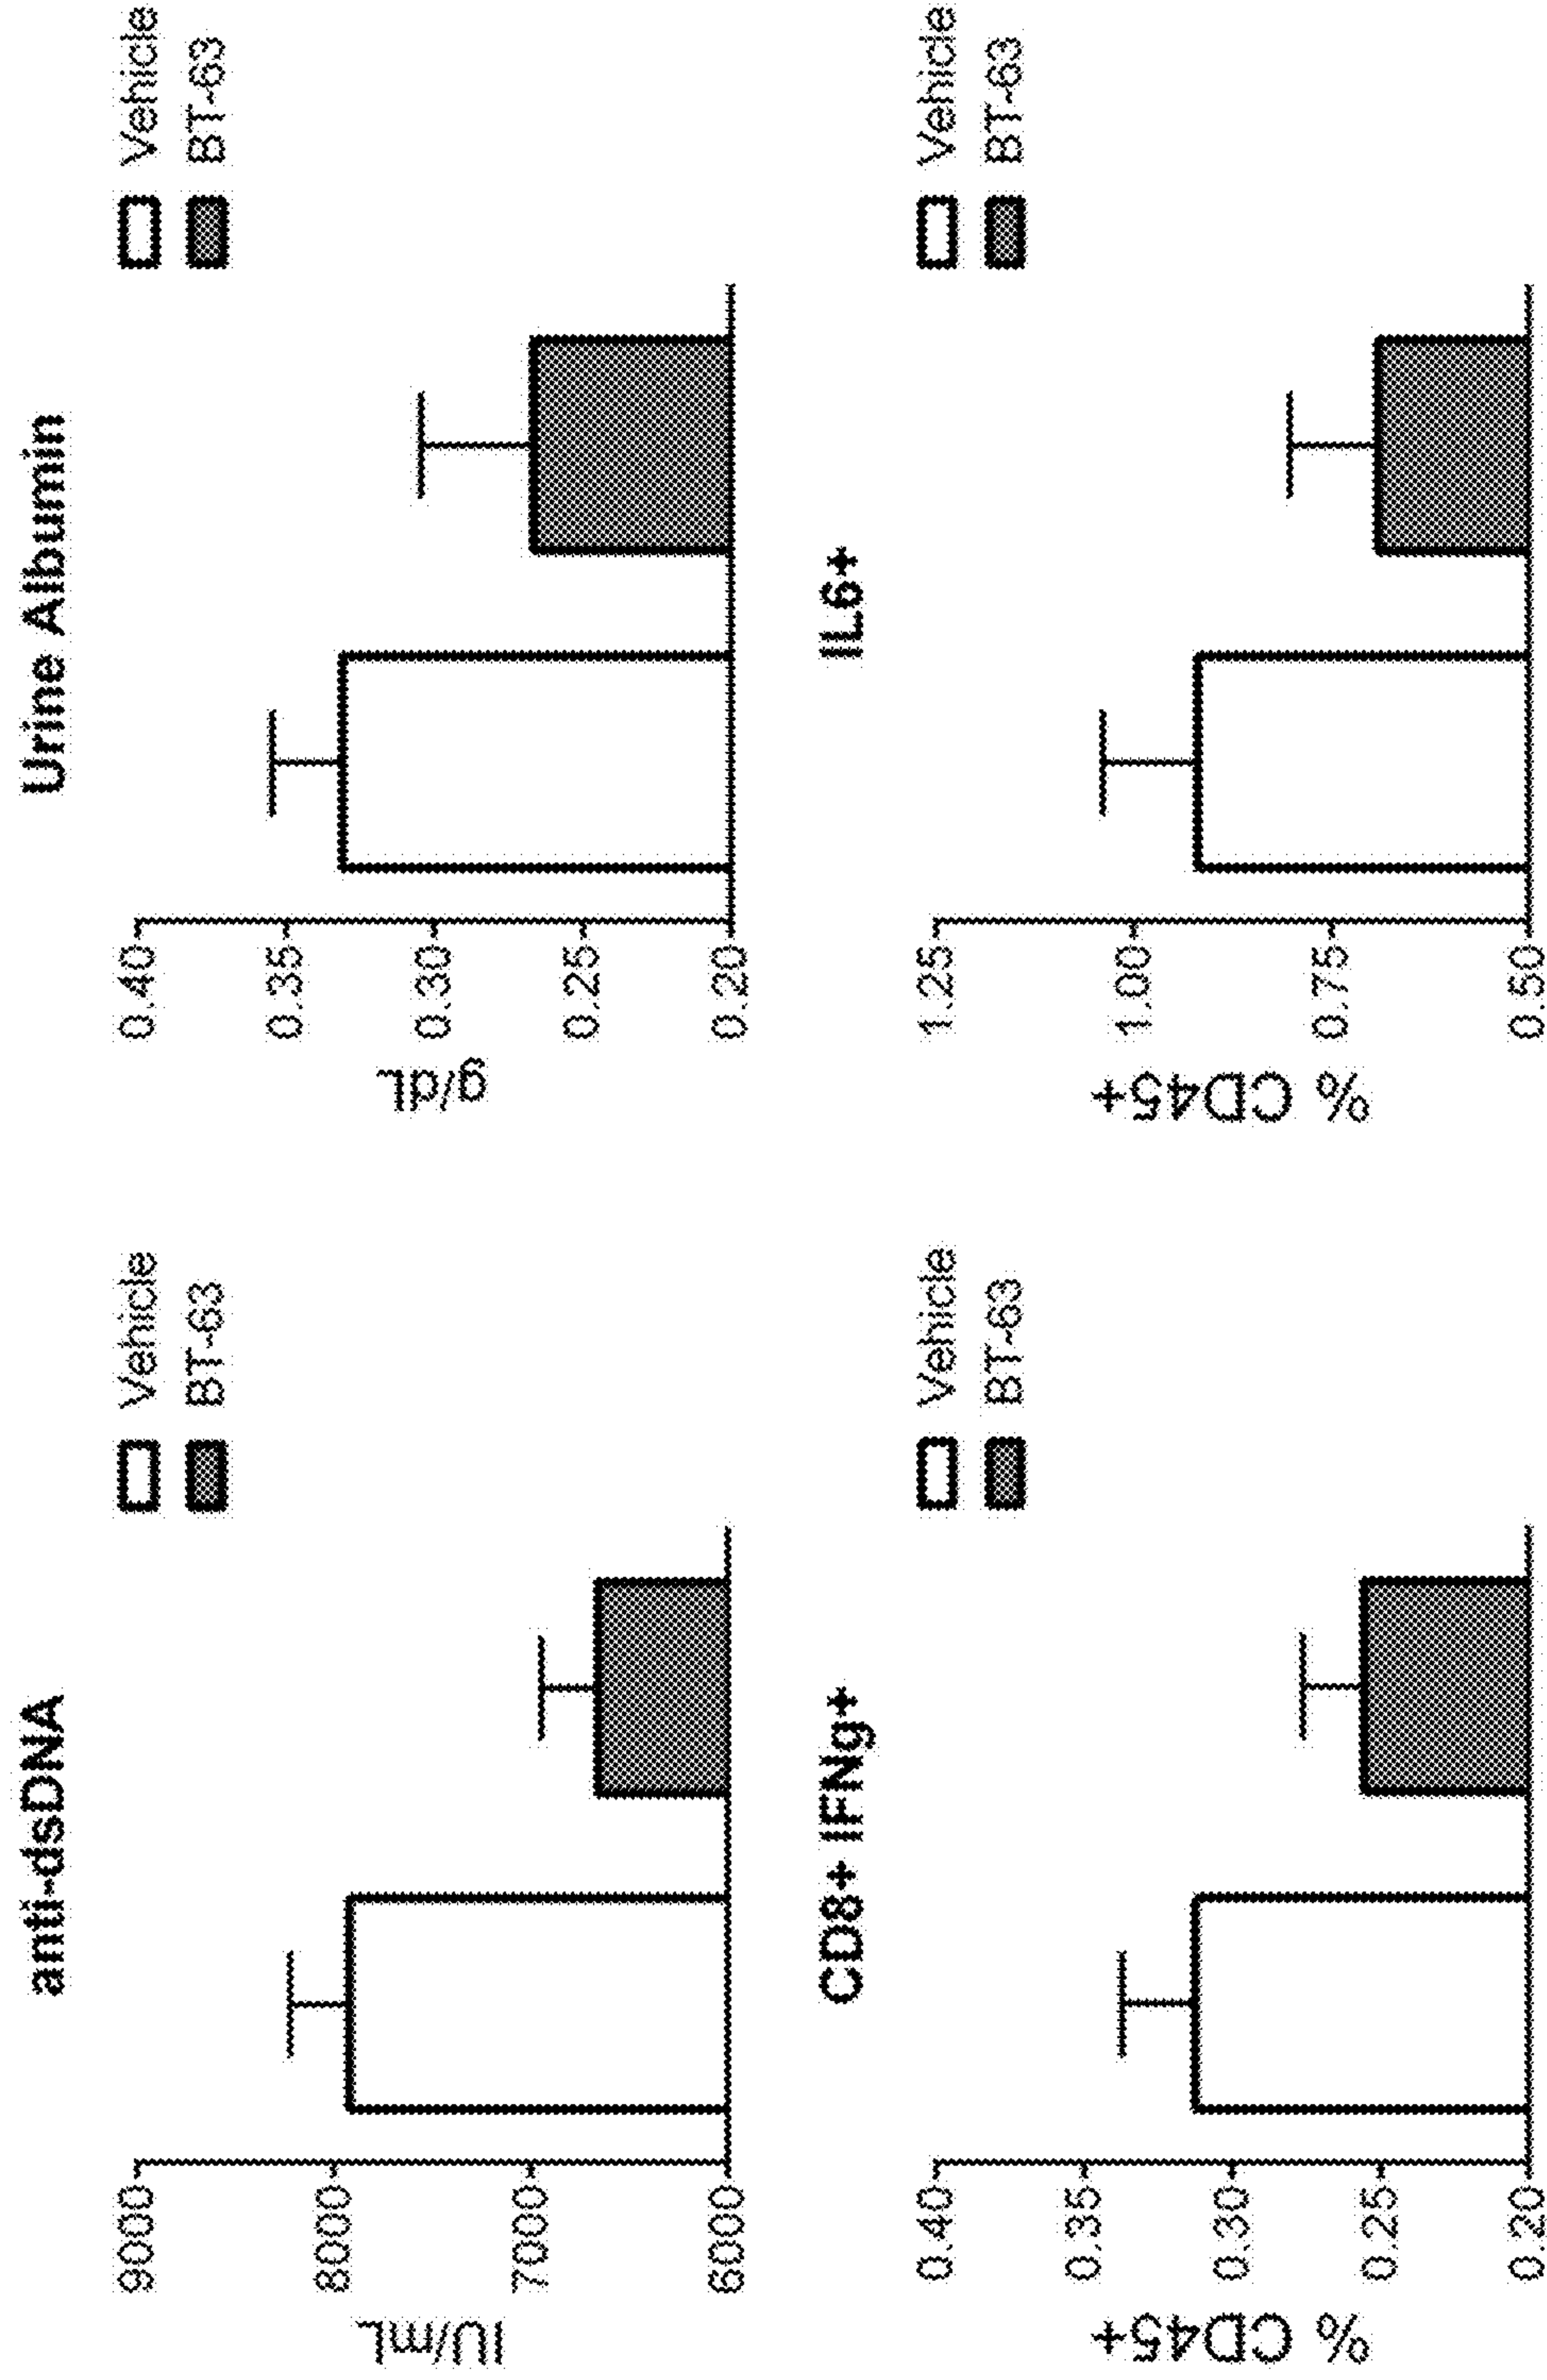 anti-dsDNA
IU/mL
9000
8000
7000
6000
Vehicle
BT-63
Urine Albumin
g/dL
0.40
0.35
0.30
0.25
0.20
Vehicle
BT-63
CD8+ IFNg+
% CD45+
0.40
0.35
0.30
0.25
0.20
Vehicle
BT-63
IL6+
% CD45+
1.25
1.00
0.75
0.50
Vehicle
BT-63